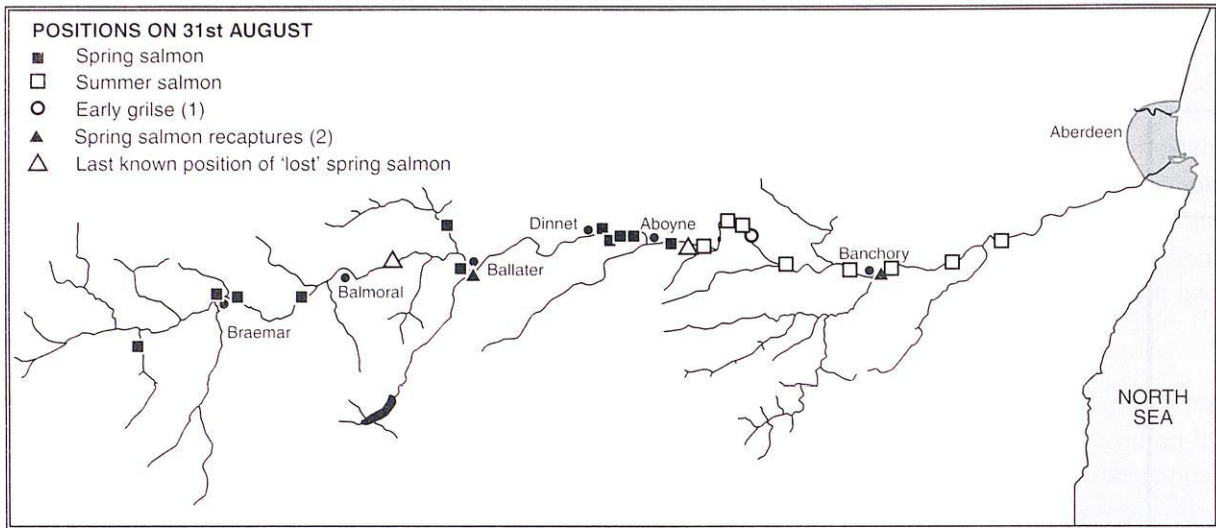 POSITIONS ON 31st AUGUST
Spring salmon
Summer salmon
Early grilse (1)
Spring salmon recaptures (2)
Last known position of 'lost' spring salmon
Aberdeen
Dinnet
Aboyne
Banchory
Ballater
Balmoral
Braemar
NORTH
SEA